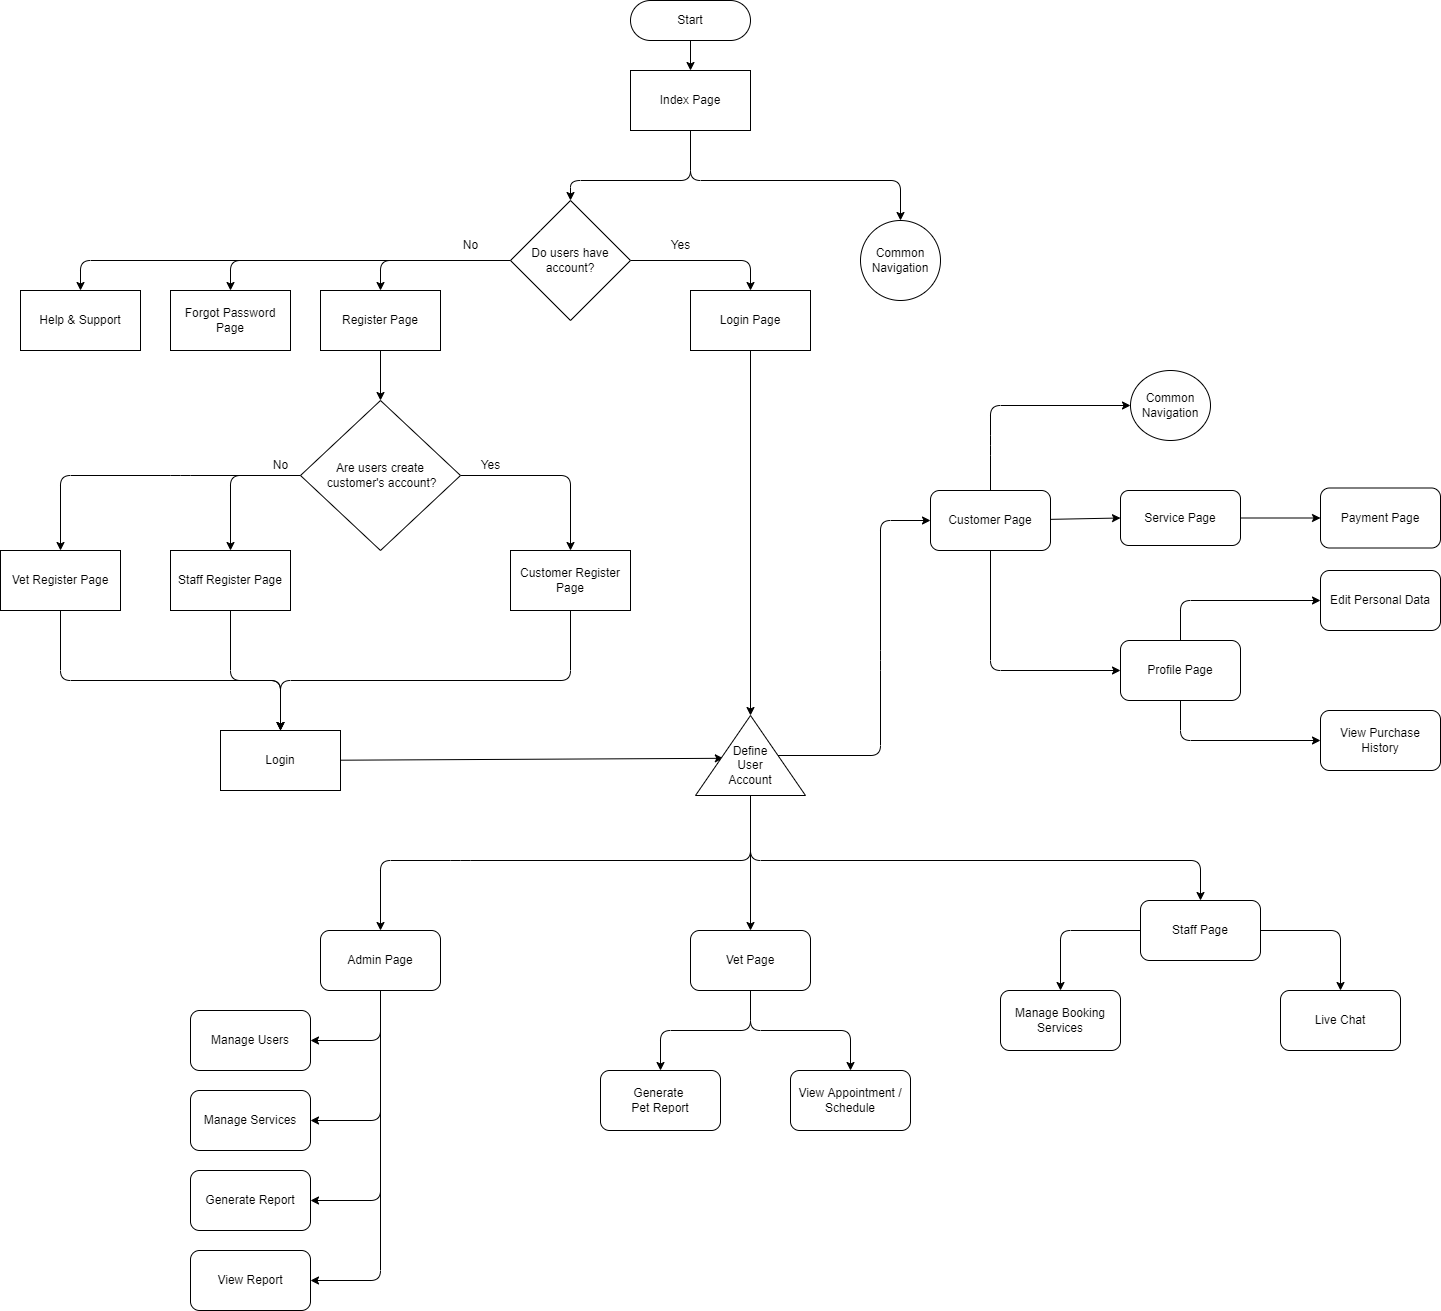 Start
Index Page
Do users have
account?
No
Yes
Common
Navigation
Help & Support
Forgot Password
Page
Register Page
Login Page
Are users create
customer's account?
No
Yes
Common
Navigation
Customer Page
Service Page
Payment Page
Vet Register Page
Staff Register Page
Customer Register
Page
Edit Personal Data
Profile Page
View Purchase
History
Login
Define
User
Account
Admin Page
Vet Page
Staff Page
Manage Users
Manage Services
Generate Report
View Report
Generate
Pet Report
View Appointment /
Schedule
Manage Booking
Services
Live Chat